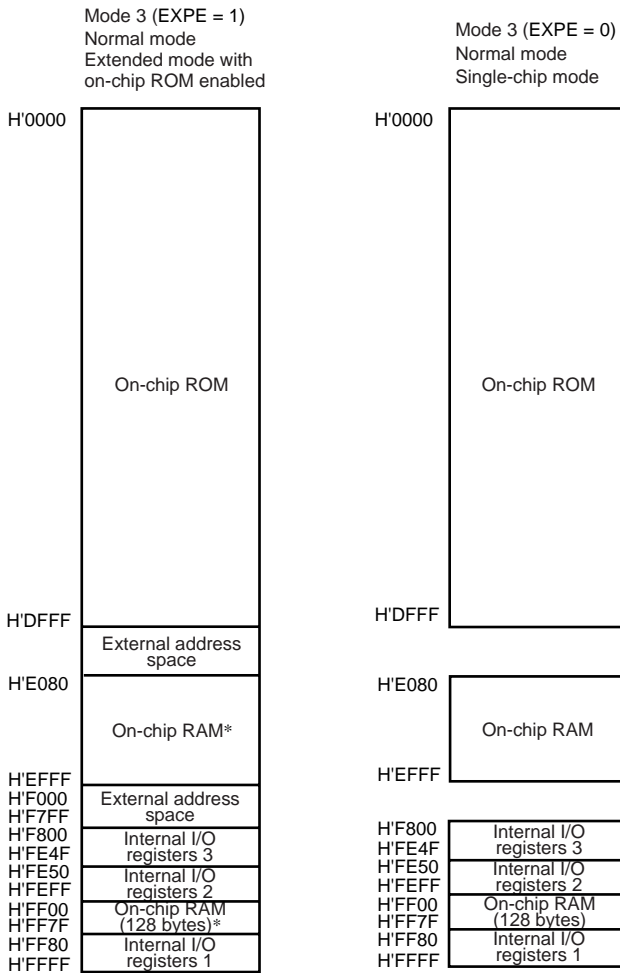 Mode 3 (EXPE = 1)
Normal mode
Extended mode with
on-chip ROM enabled
H'0000
On-chip ROM
H'DFFF
External address
space
H'E080
On-chip RAM*
H'EFFF
H'F000
External address
space
H'F7FF
H'F800
Internal I/O
registers 3
H'FE4F
H'FE50
Internal I/O
registers 2
H'FEFF
H'FF00
On-chip RAM
(128 bytes)*
H'FF7F
H'FF80
Internal I/O
registers 1
H'FFFF
Mode 3 (EXPE = 0)
Normal mode
Single-chip mode
H'0000
On-chip ROM
H'DFFF
H'E080
On-chip RAM
H'EFFF
H'F800
Internal I/O
registers 3
H'FE4F
H'FE50
Internal I/O
registers 2
H'FEFF
H'FF00
On-chip RAM
(128 bytes)
H'FF7F
H'FF80
Internal I/O
registers 1
H'FFFF